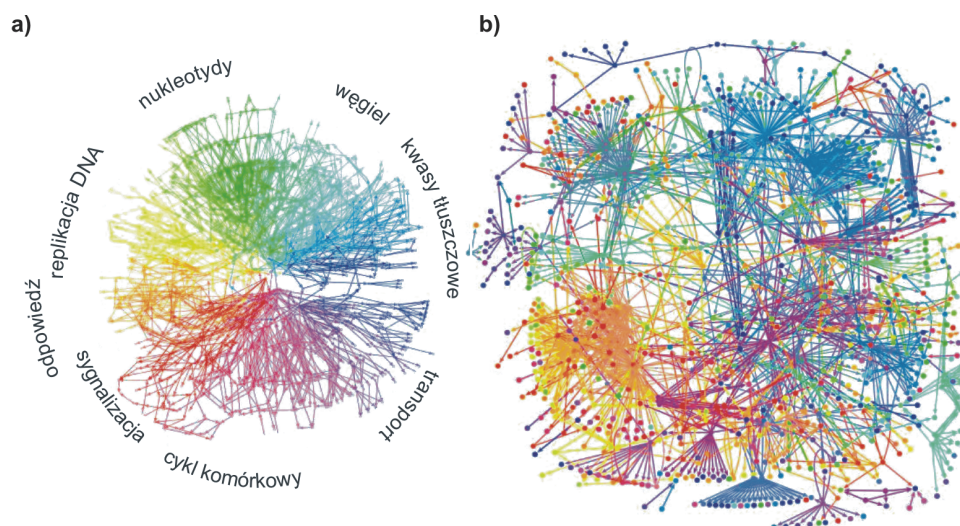 a)
b)
nukleotydy
węgiel
kwasy tłuszczowe
replikacja DNA
odpowiedź
sygnalizacja
cykl komórkowy
transport